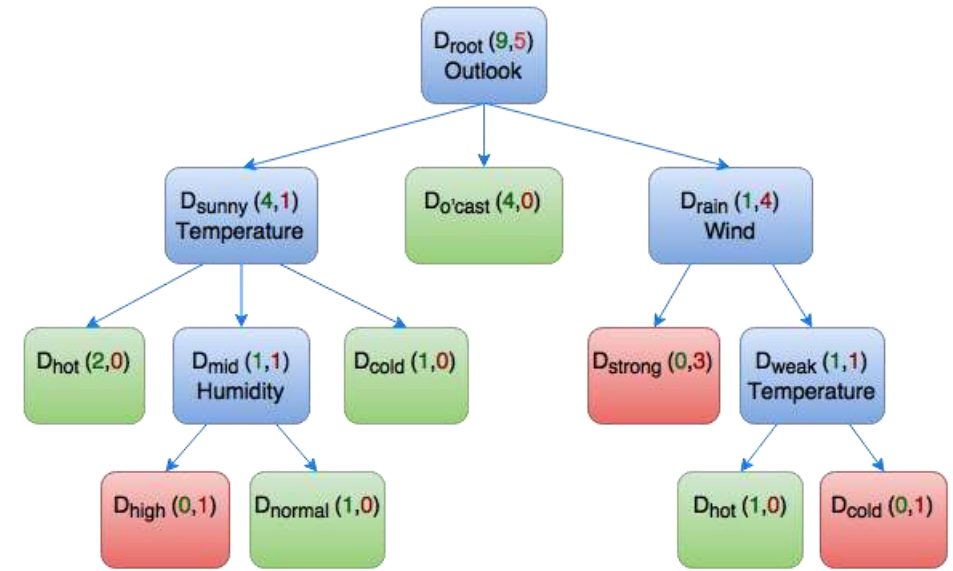 Droot (9,5)
Outlook
Dsunny (4,1)
Temperature
Do'cast (4,0)
Drain (1,4)
Wind
Dhot (2,0)
Dmid (1,1)
Humidity
Dcold (1,0)
Dstrong (0,3)
Dweak (1,1)
Temperature
Dhigh (0,1)
Dnormal (1,0)
Dhot (1,0)
Dcold (0,1)